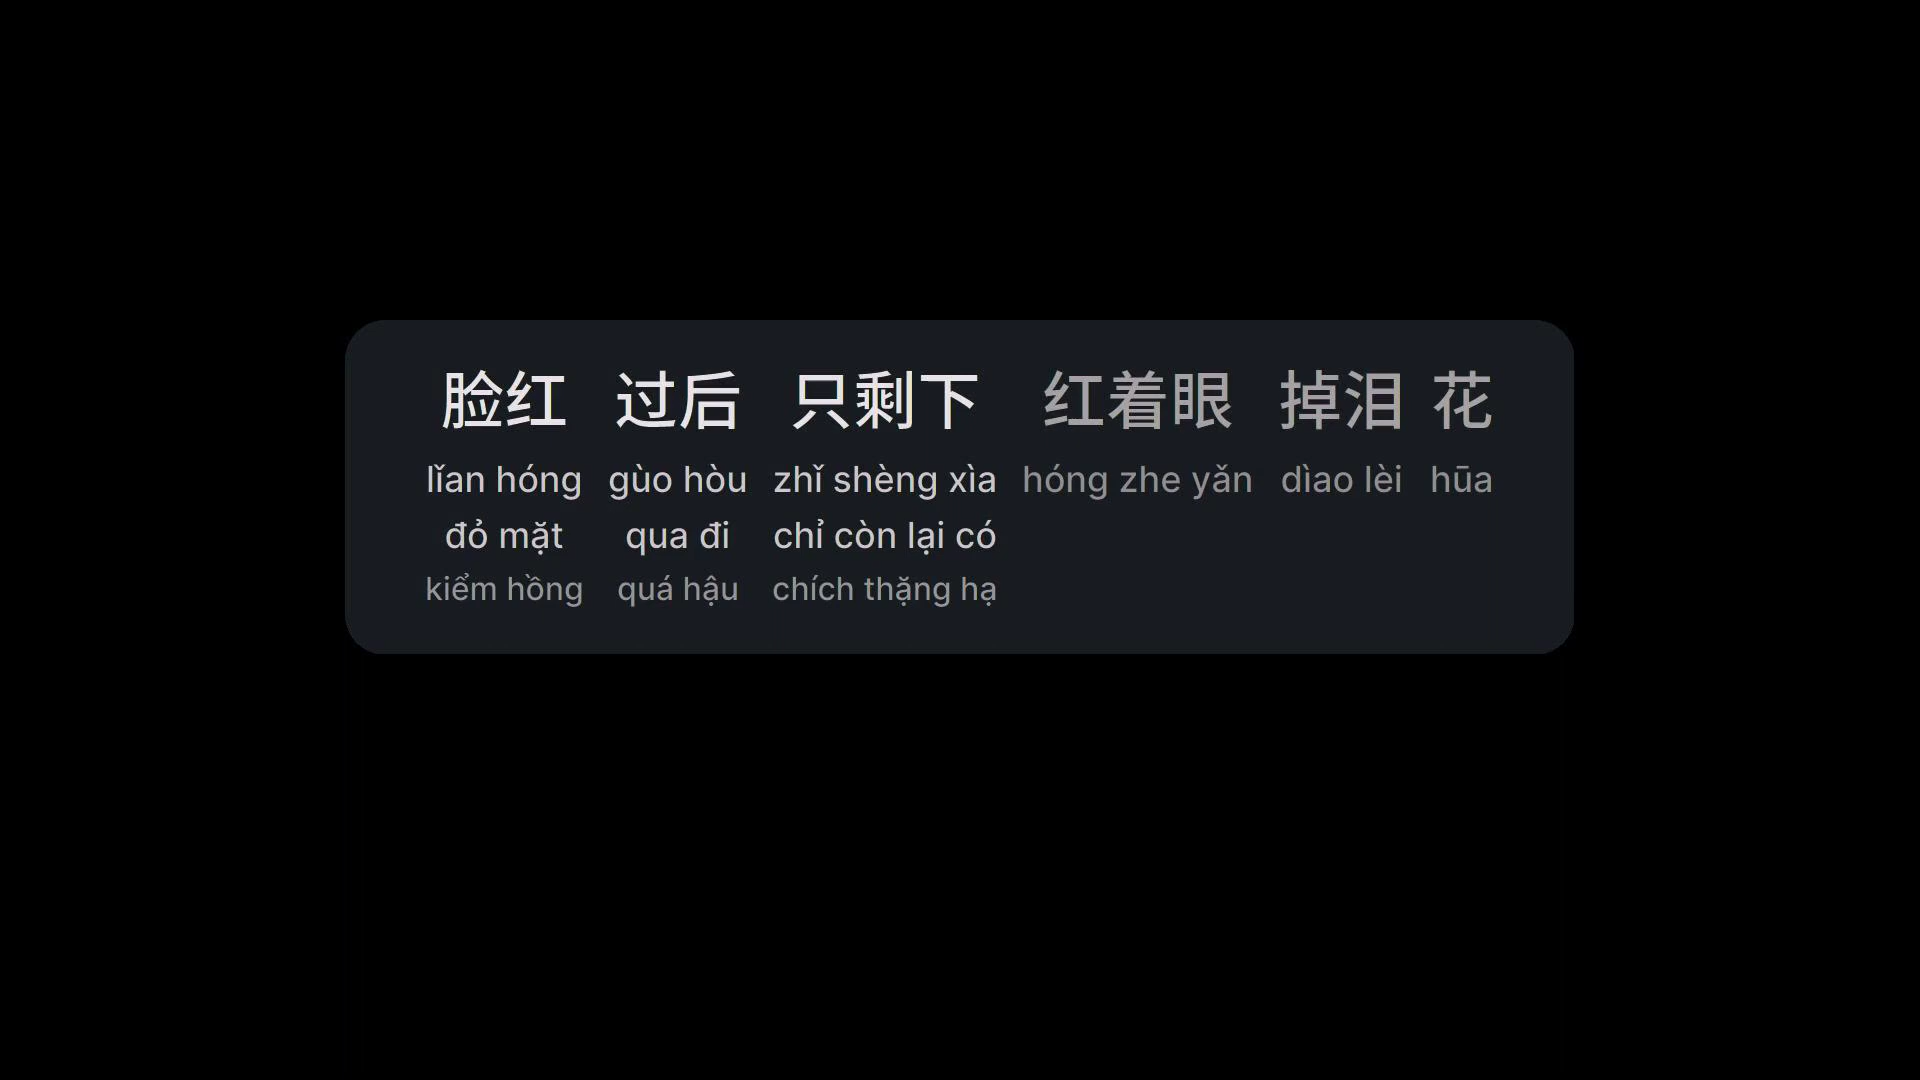 脸红 过后 只剩下 红着眼 掉泪 花
lǐan hóng gùo hòu zhǐ shèng xìa hóng zhe yǎn dìao lèi hūa
đỏ mặt qua đi chỉ còn lại có
kiểm hồng quá hậu chích thặng hạ